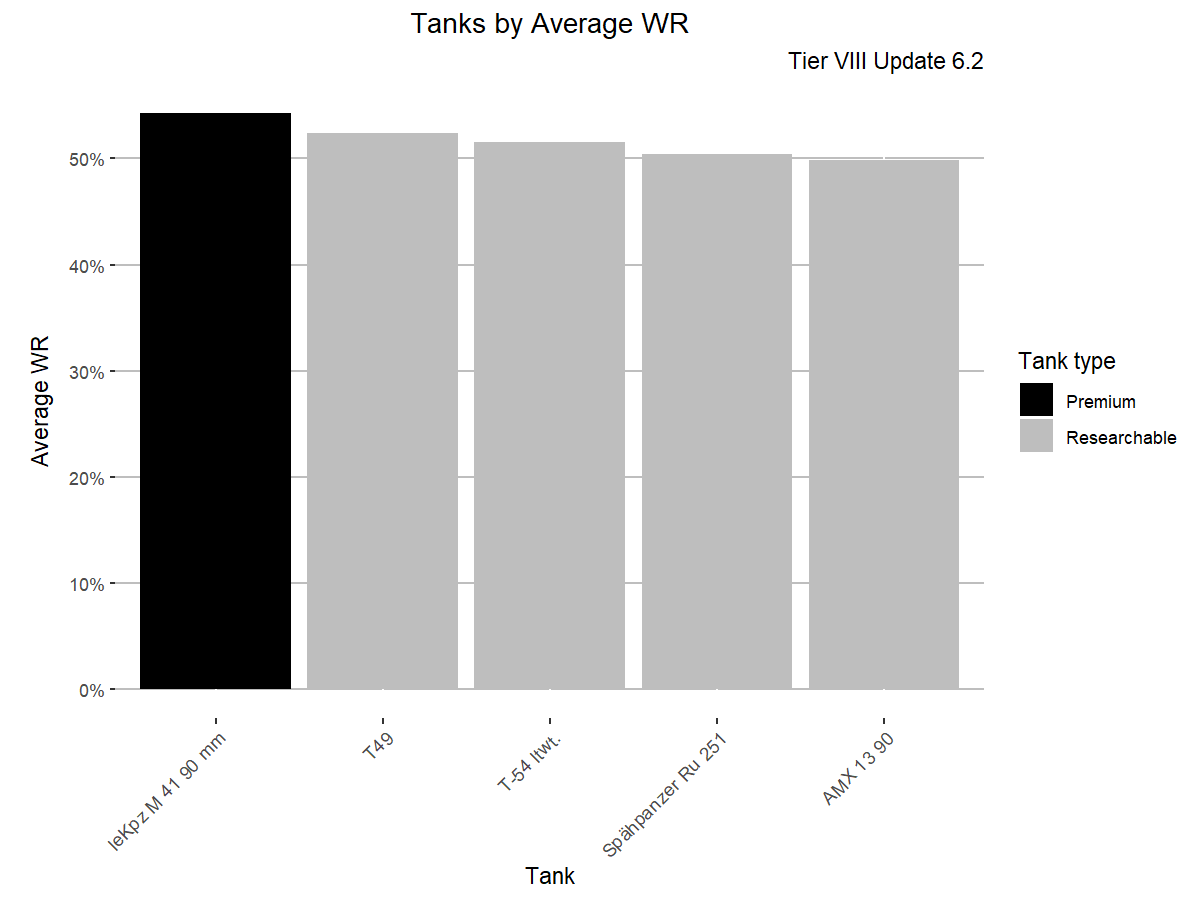 Tanks by Average WR
Tier VIII Update 6.2
Average WR
50%
40%
30%
20%
10%
0%
leKpz M 41 90 mm
T49
T-54 ltwt.
Spähpanzer Ru 251
AMX 13 90
Tank
Tank type
Premium
Researchable